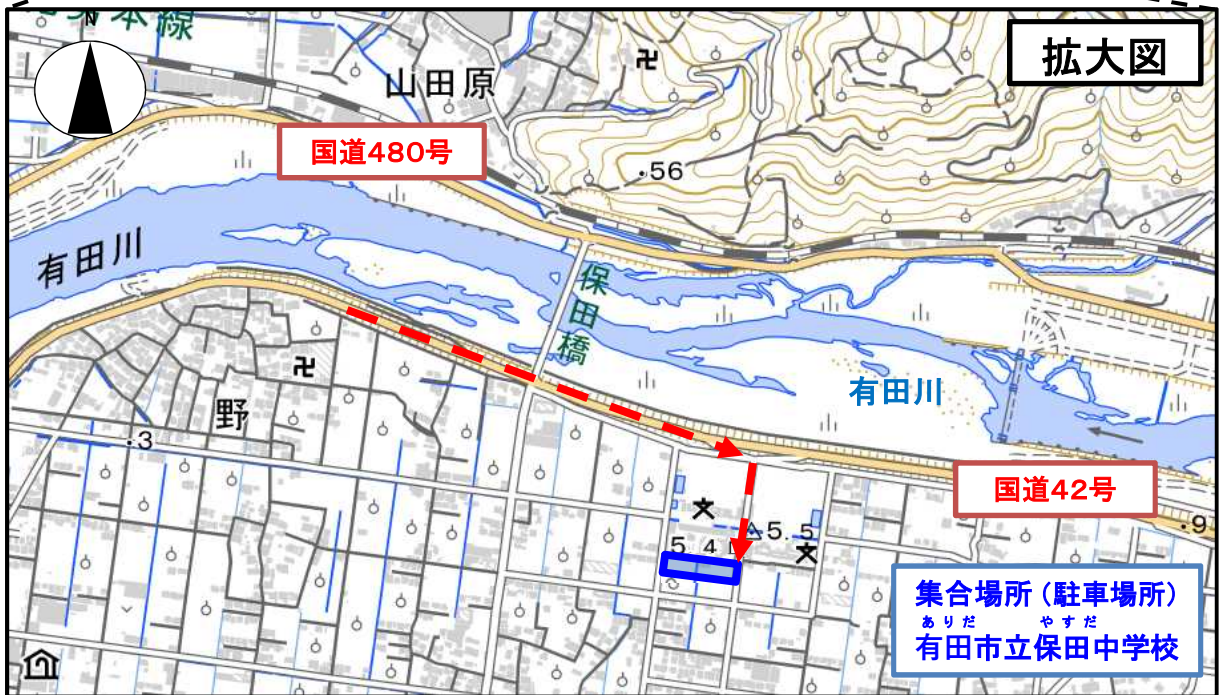 拡大図
N
本線
山田原
国道480号
・56
有田川
保田橋
有田川
野
・3
国道42号
5.5
5 4
・9
集合場所（駐車場所）
ありだ　やすだ
有田市立保田中学校